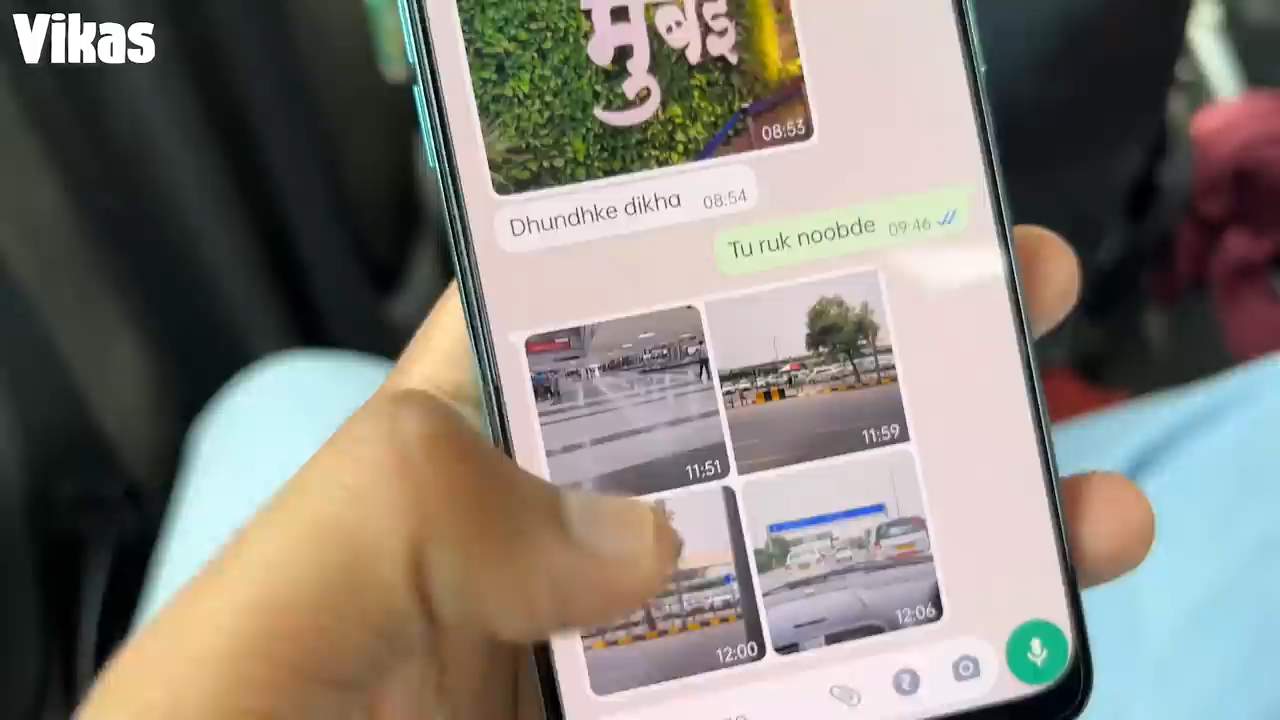 Vikas
मुंबई
08:53
Dhundhke dikha 08:54
Tu ruk noobde 09:46
11:51
11:59
12:00
12:06